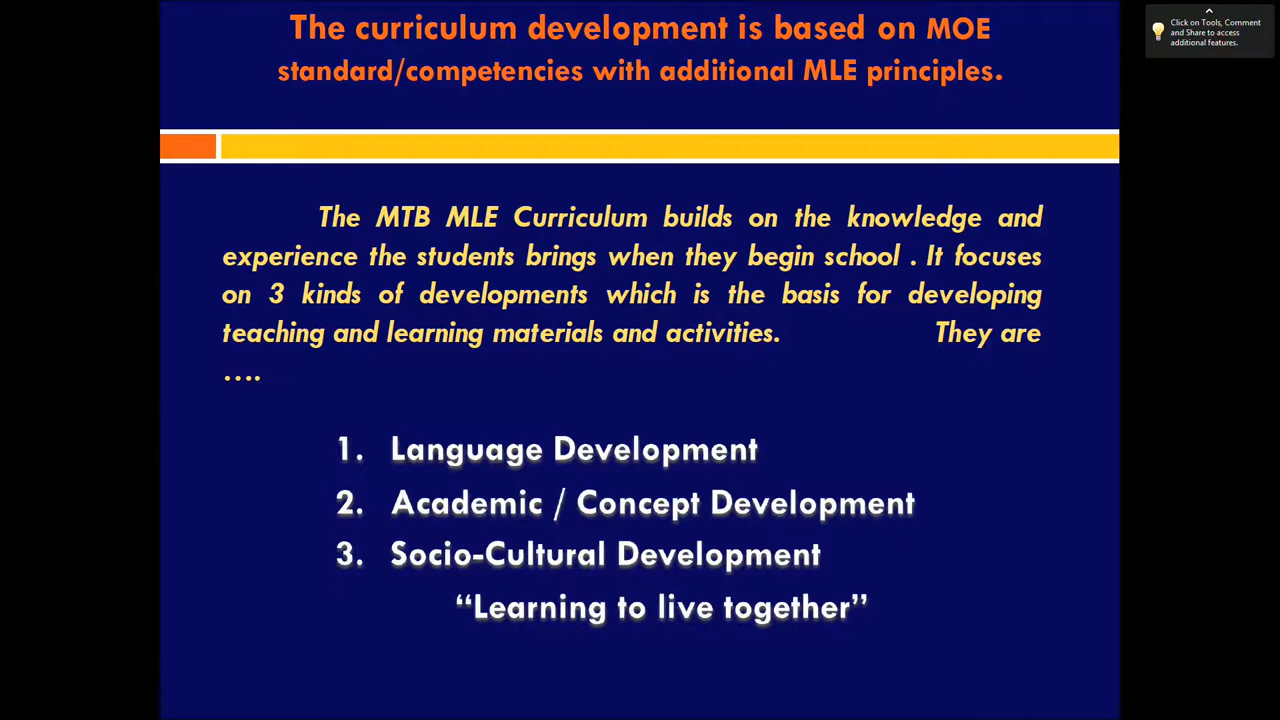 The curriculum development is based on MOE
standard/competencies with additional MLE principles.
Click on Tools, Comment
and Share to access
additional features.
The MTB MLE Curriculum builds on the knowledge and
experience the students brings when they begin school . It focuses
on 3 kinds of developments which is the basis for developing
teaching and learning materials and activities. They are
….
1. Language Development
2. Academic / Concept Development
3. Socio-Cultural Development
“Learning to live together”